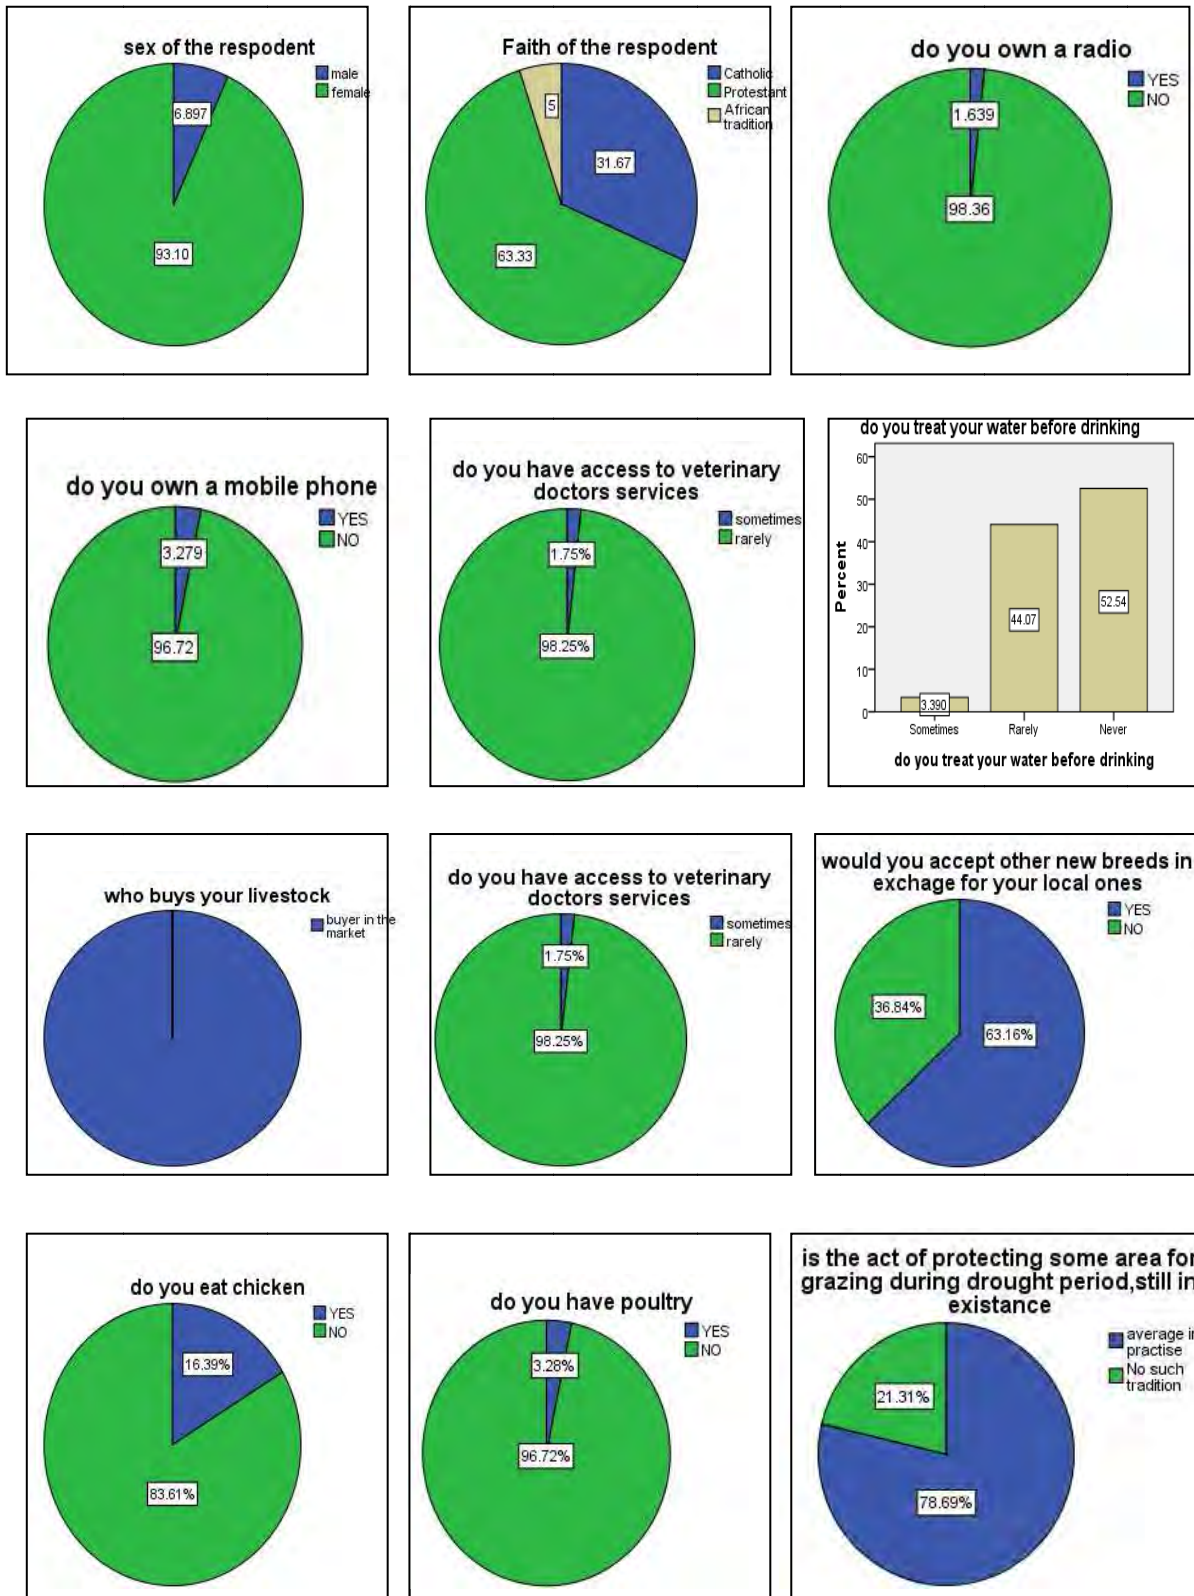 sex of the respodent
male
female
6.897
93.10
Faith of the respodent
Catholic
Protestant
African
tradition
5
31.67
63.33
do you own a radio
YES
NO
1.639
98.36
do you own a mobile phone
YES
NO
3.279
96.72
do you have access to veterinary
doctors services
sometimes
rarely
1.75%
98.25%
do you treat your water before drinking
Percent
60
50
40
30
20
10
0
3.390
44.07
52.54
Sometimes
Rarely
Never
do you treat your water before drinking
who buys your livestock
buyer in the
market
do you have access to veterinary
doctors services
sometimes
rarely
1.75%
98.25%
would you accept other new breeds in
exchage for your local ones
YES
NO
36.84%
63.16%
do you eat chicken
YES
NO
16.39%
83.61%
do you have poultry
YES
NO
3.28%
96.72%
is the act of protecting some area for
grazing during drought period,still in
existance
average in
practise
No such
tradition
21.31%
78.69%